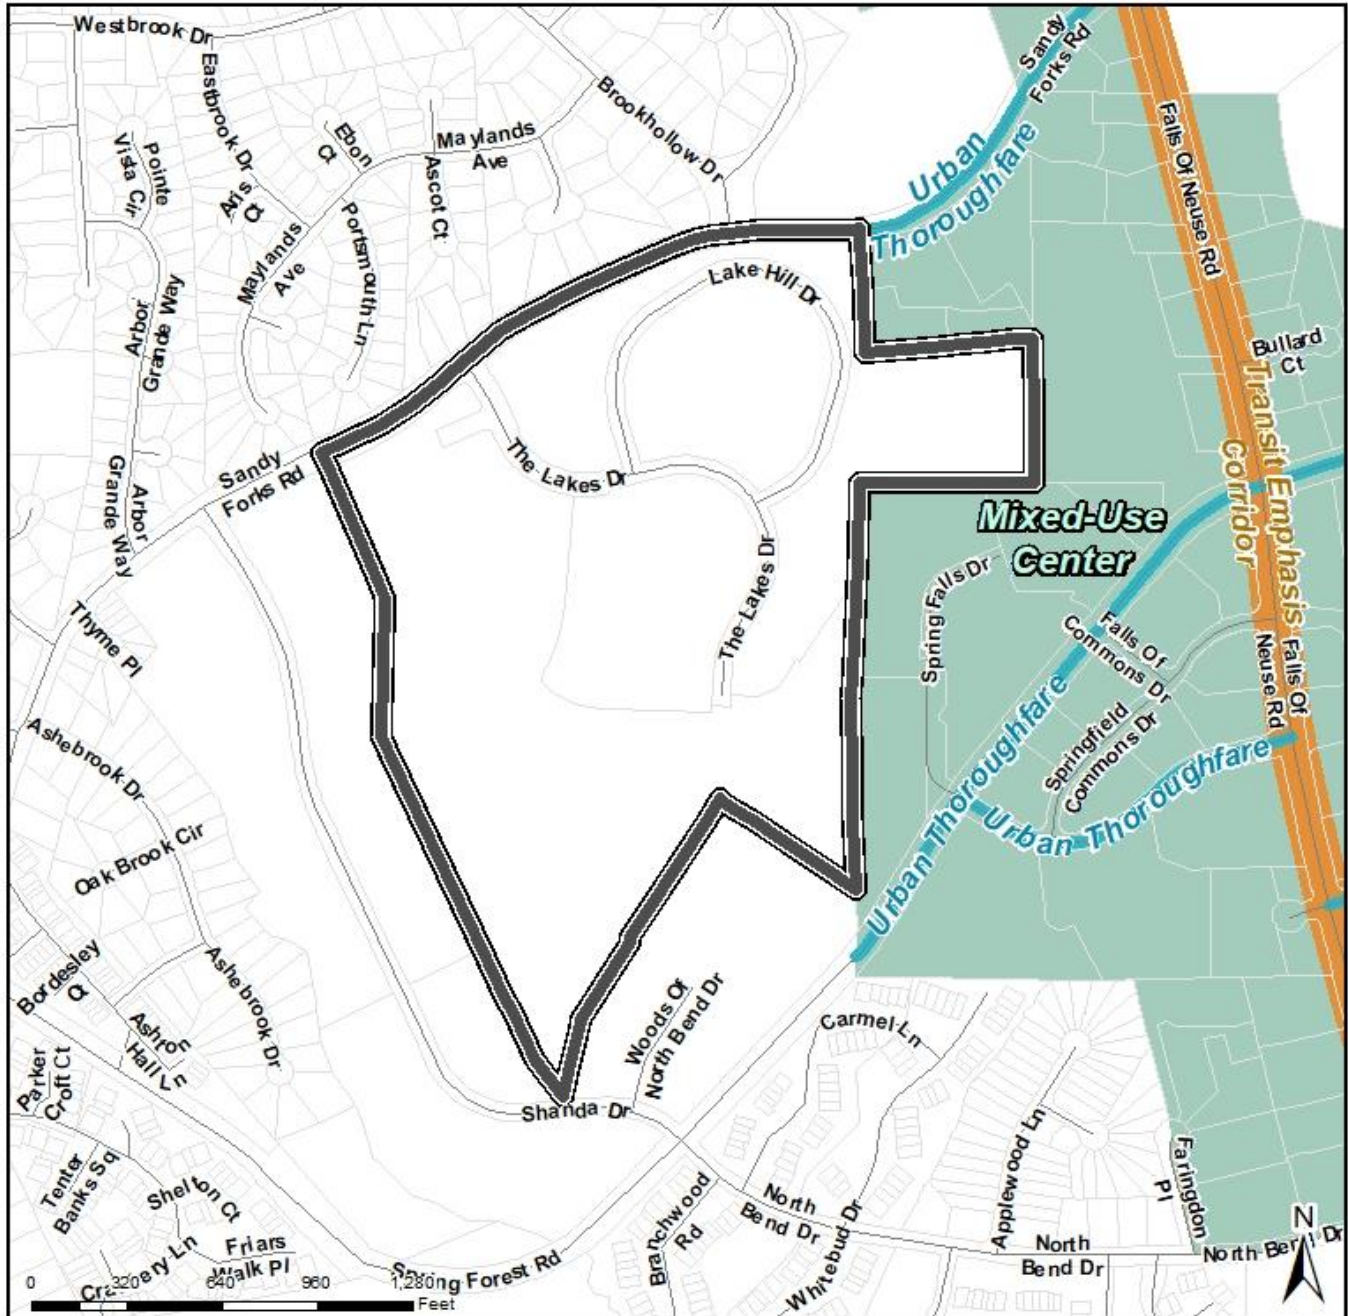 Westbrook Dr
Eastbrook Dr
Brookhollow Dr
Sandy
Forks Rd
Urban
Thoroughfare
Falls Of Neuse Rd
Pointe
Vista Cir
Ebon
Ct
Maylands
Ave
Ascot Ct
Aris
Ct
Portsmouth Ln
Maylands
Ave
Arbor
Grande Way
Lake Hill Dr
Bullard
Ct
Transit Emphasis
Corridor
Sandy
Forks Rd
Arbor
Grande Way
The Lakes Dr
The Lakes Dr
Mixed-Use
Center
Spring Falls Dr
Falls Of
Commons Dr
Falls Of
Neuse Rd
Thyme Pl
Urban Thoroughfare
Springfield
Commons Dr
Urban Thoroughfare
Ashebrook Dr
Oak Brook Cir
Bordesley
Ct
Ashebrook Dr
Ashton
Hall Ln
Parker
Croft Ct
Woods Of
North Bend Dr
Carmel Ln
Shanda Dr
Applewood Ln
Faringdon
Pl
Tenter
Banks Sq
Shelton Ct
Friars
Walk Pl
Crazery Ln
Spring Forest Rd
Branchwood
Rd
North
Bend Dr
Whitebud Dr
North
Bend Dr
North Bend Dr
N
0 320 640 960 1,280
Feet